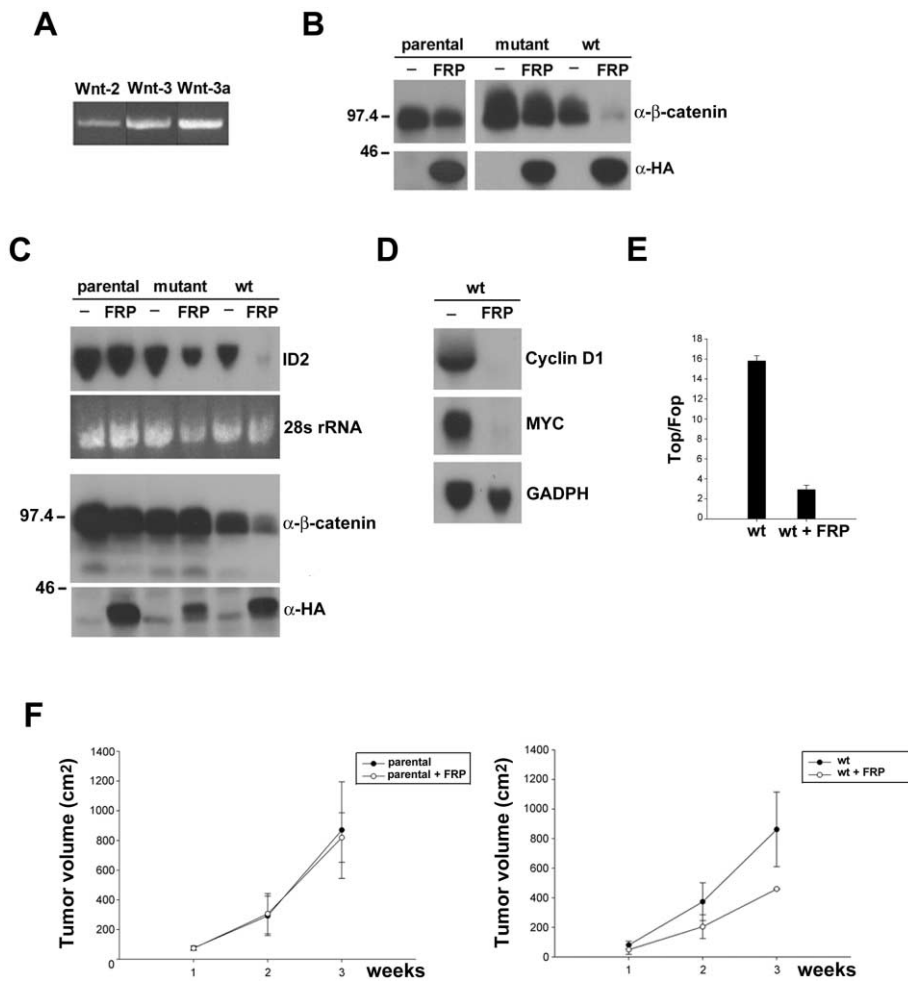 A
Wnt-2 Wnt-3 Wnt-3a
B
parental mutant wt
– FRP – FRP – FRP
97.4 –
α-β-catenin
46 –
α-HA
C
parental mutant wt
– FRP – FRP – FRP
ID2
28s rRNA
97.4 –
α-β-catenin
46 –
α-HA
D
wt
– FRP
Cyclin D1
MYC
GADPH
E
Top/Fop
18
16
14
12
10
8
6
4
2
0
wt wt + FRP
F
Tumor volume (cm2)
1400
1200
1000
800
600
400
200
0
1 2 3 weeks
parental
parental + FRP
Tumor volume (cm2)
1400
1200
1000
800
600
400
200
0
1 2 3 weeks
wt
wt + FRP